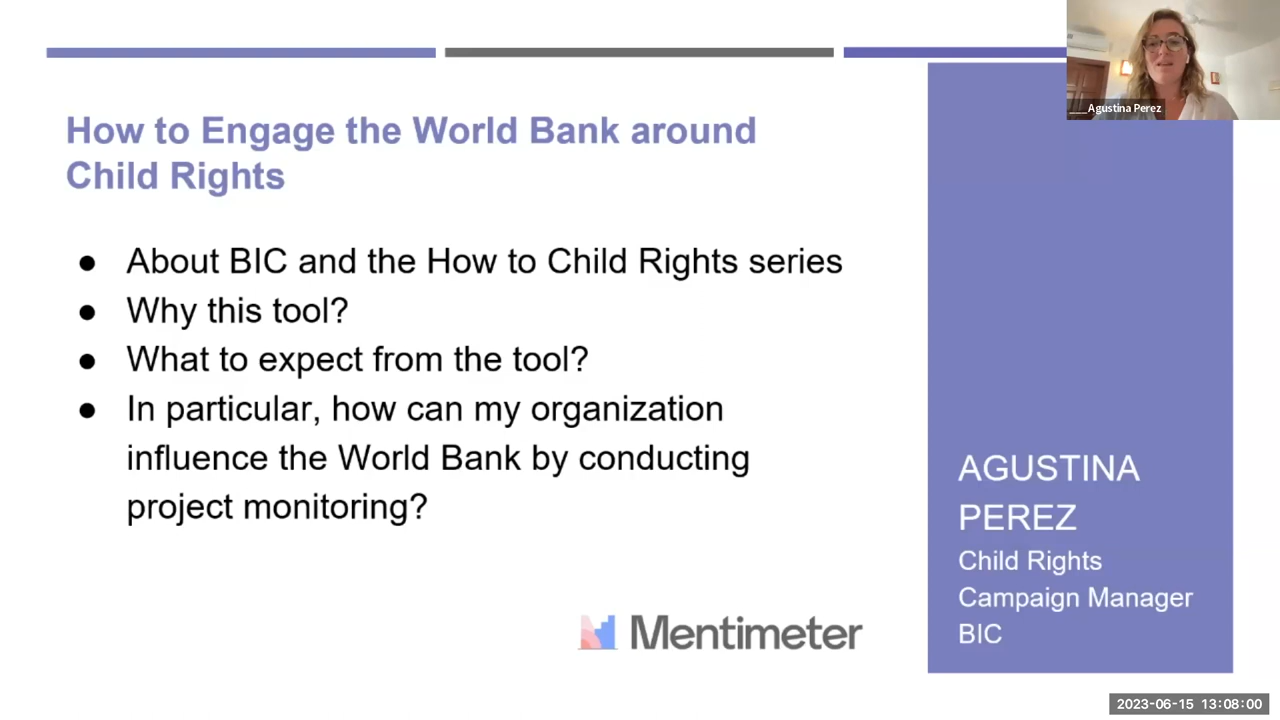 ___Agustina Perez
How to Engage the World Bank around
Child Rights
● About BIC and the How to Child Rights series
● Why this tool?
● What to expect from the tool?
● In particular, how can my organization
influence the World Bank by conducting
project monitoring?
AGUSTINA
PEREZ
Child Rights
Campaign Manager
BIC
Mentimeter
2023-06-15 13:08:00